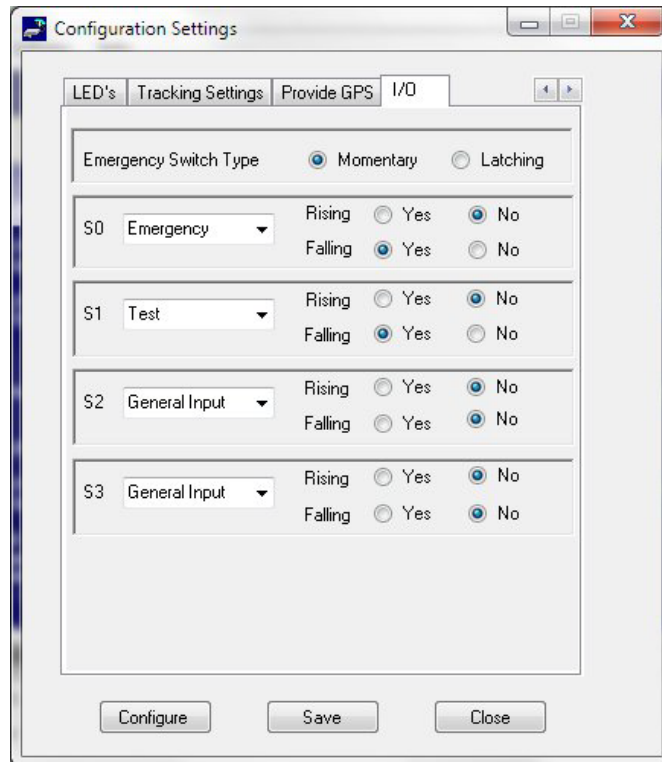 Configuration Settings
LED's Tracking Settings Provide GPS I/O
Emergency Switch Type Momentary Latching
S0 Emergency Rising Yes No
Falling Yes No
S1 Test Rising Yes No
Falling Yes No
S2 General Input Rising Yes No
Falling Yes No
S3 General Input Rising Yes No
Falling Yes No
Configure Save Close